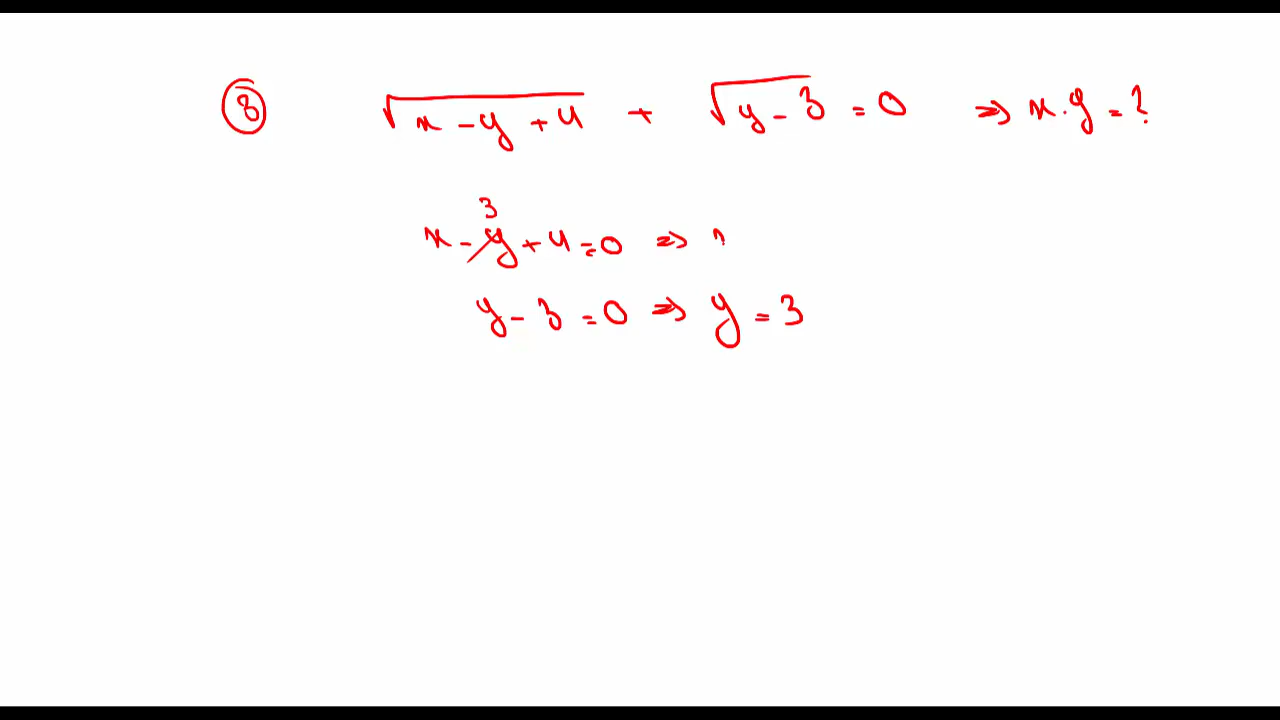 ⑧ √(x - y + 4) + √(y - 3) = 0 ⇒ x . y = ?
3
x - y + 4 = 0 ⇒
y - 3 = 0 ⇒ y = 3